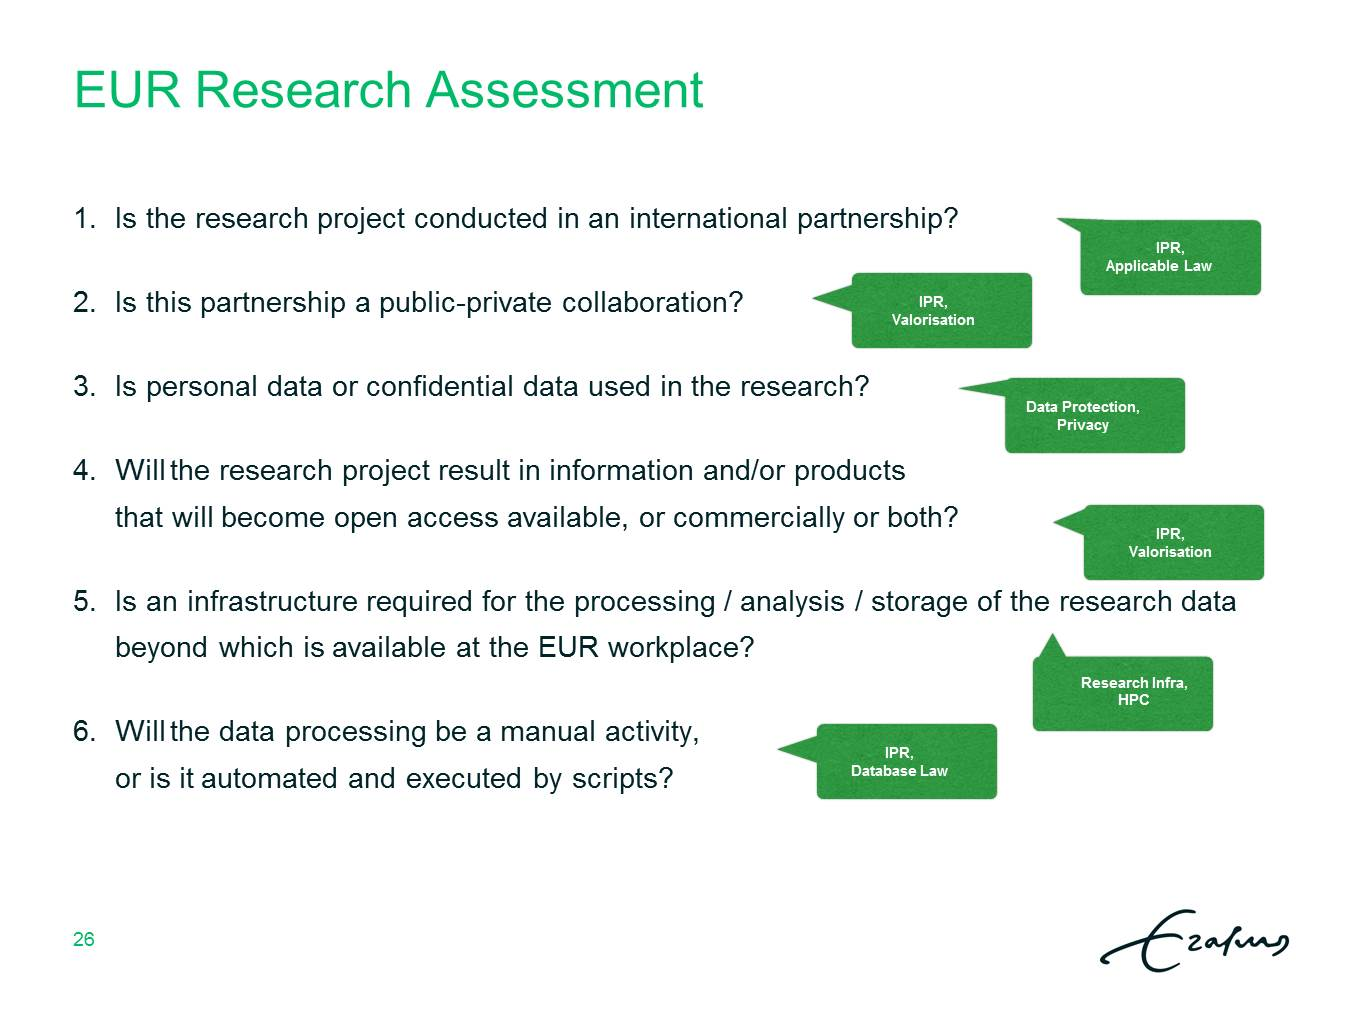 EUR Research Assessment
1. Is the research project conducted in an international partnership?
IPR,
Applicable Law
2. Is this partnership a public-private collaboration?
IPR,
Valorisation
3. Is personal data or confidential data used in the research?
Data Protection,
Privacy
4. Will the research project result in information and/or products
that will become open access available, or commercially or both?
IPR,
Valorisation
5. Is an infrastructure required for the processing / analysis / storage of the research data
beyond which is available at the EUR workplace?
Research Infra,
HPC
6. Will the data processing be a manual activity,
or is it automated and executed by scripts?
IPR,
Database Law
26
Erasmus